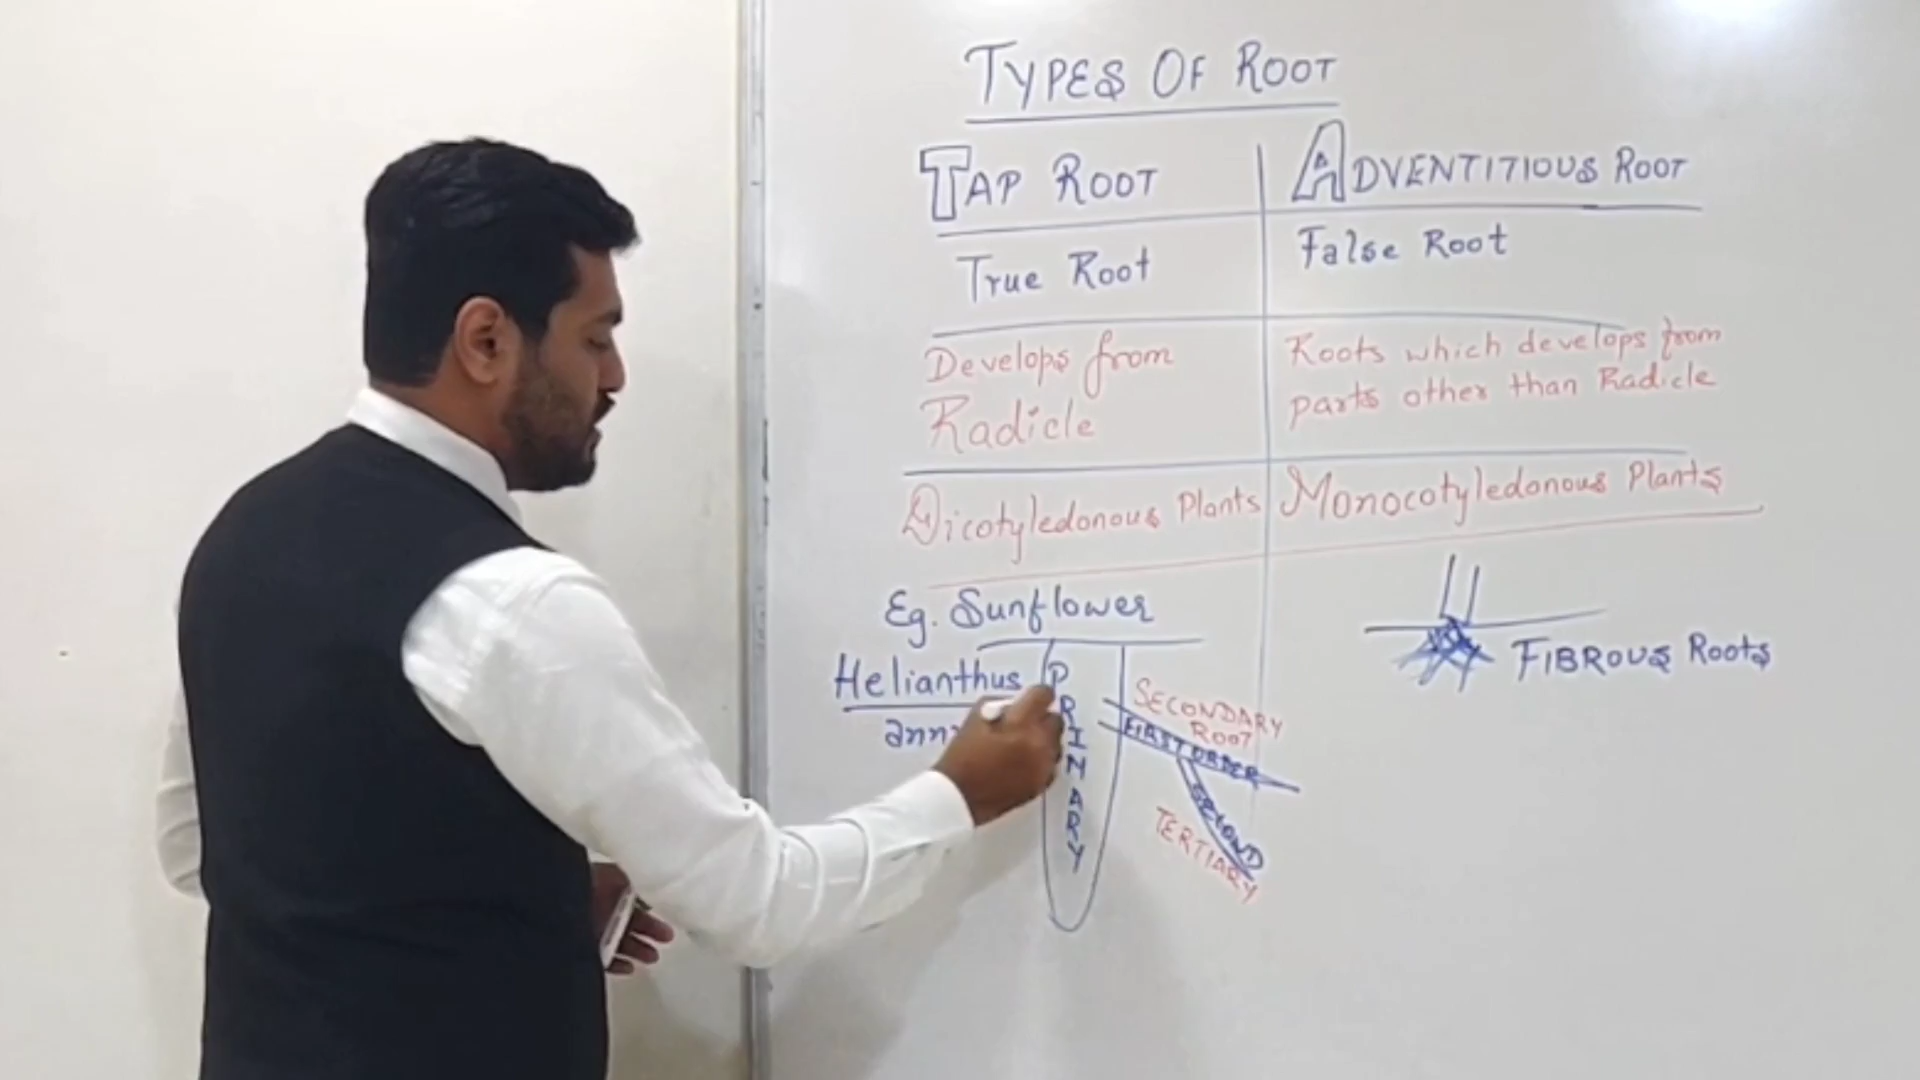 TYPES OF ROOT
TAP ROOT
ADVENTITIOUS ROOT
True Root
False Root
Develops from
Radicle
Roots which develops from
parts other than Radicle
Dicotyledonous Plants
Monocotyledonous Plants
Eg. Sunflower
Helianthus
PRIMARY
SECONDARY
ROOT
FIRST ORDER
SECOND
TERTIARY
FIBROUS Roots